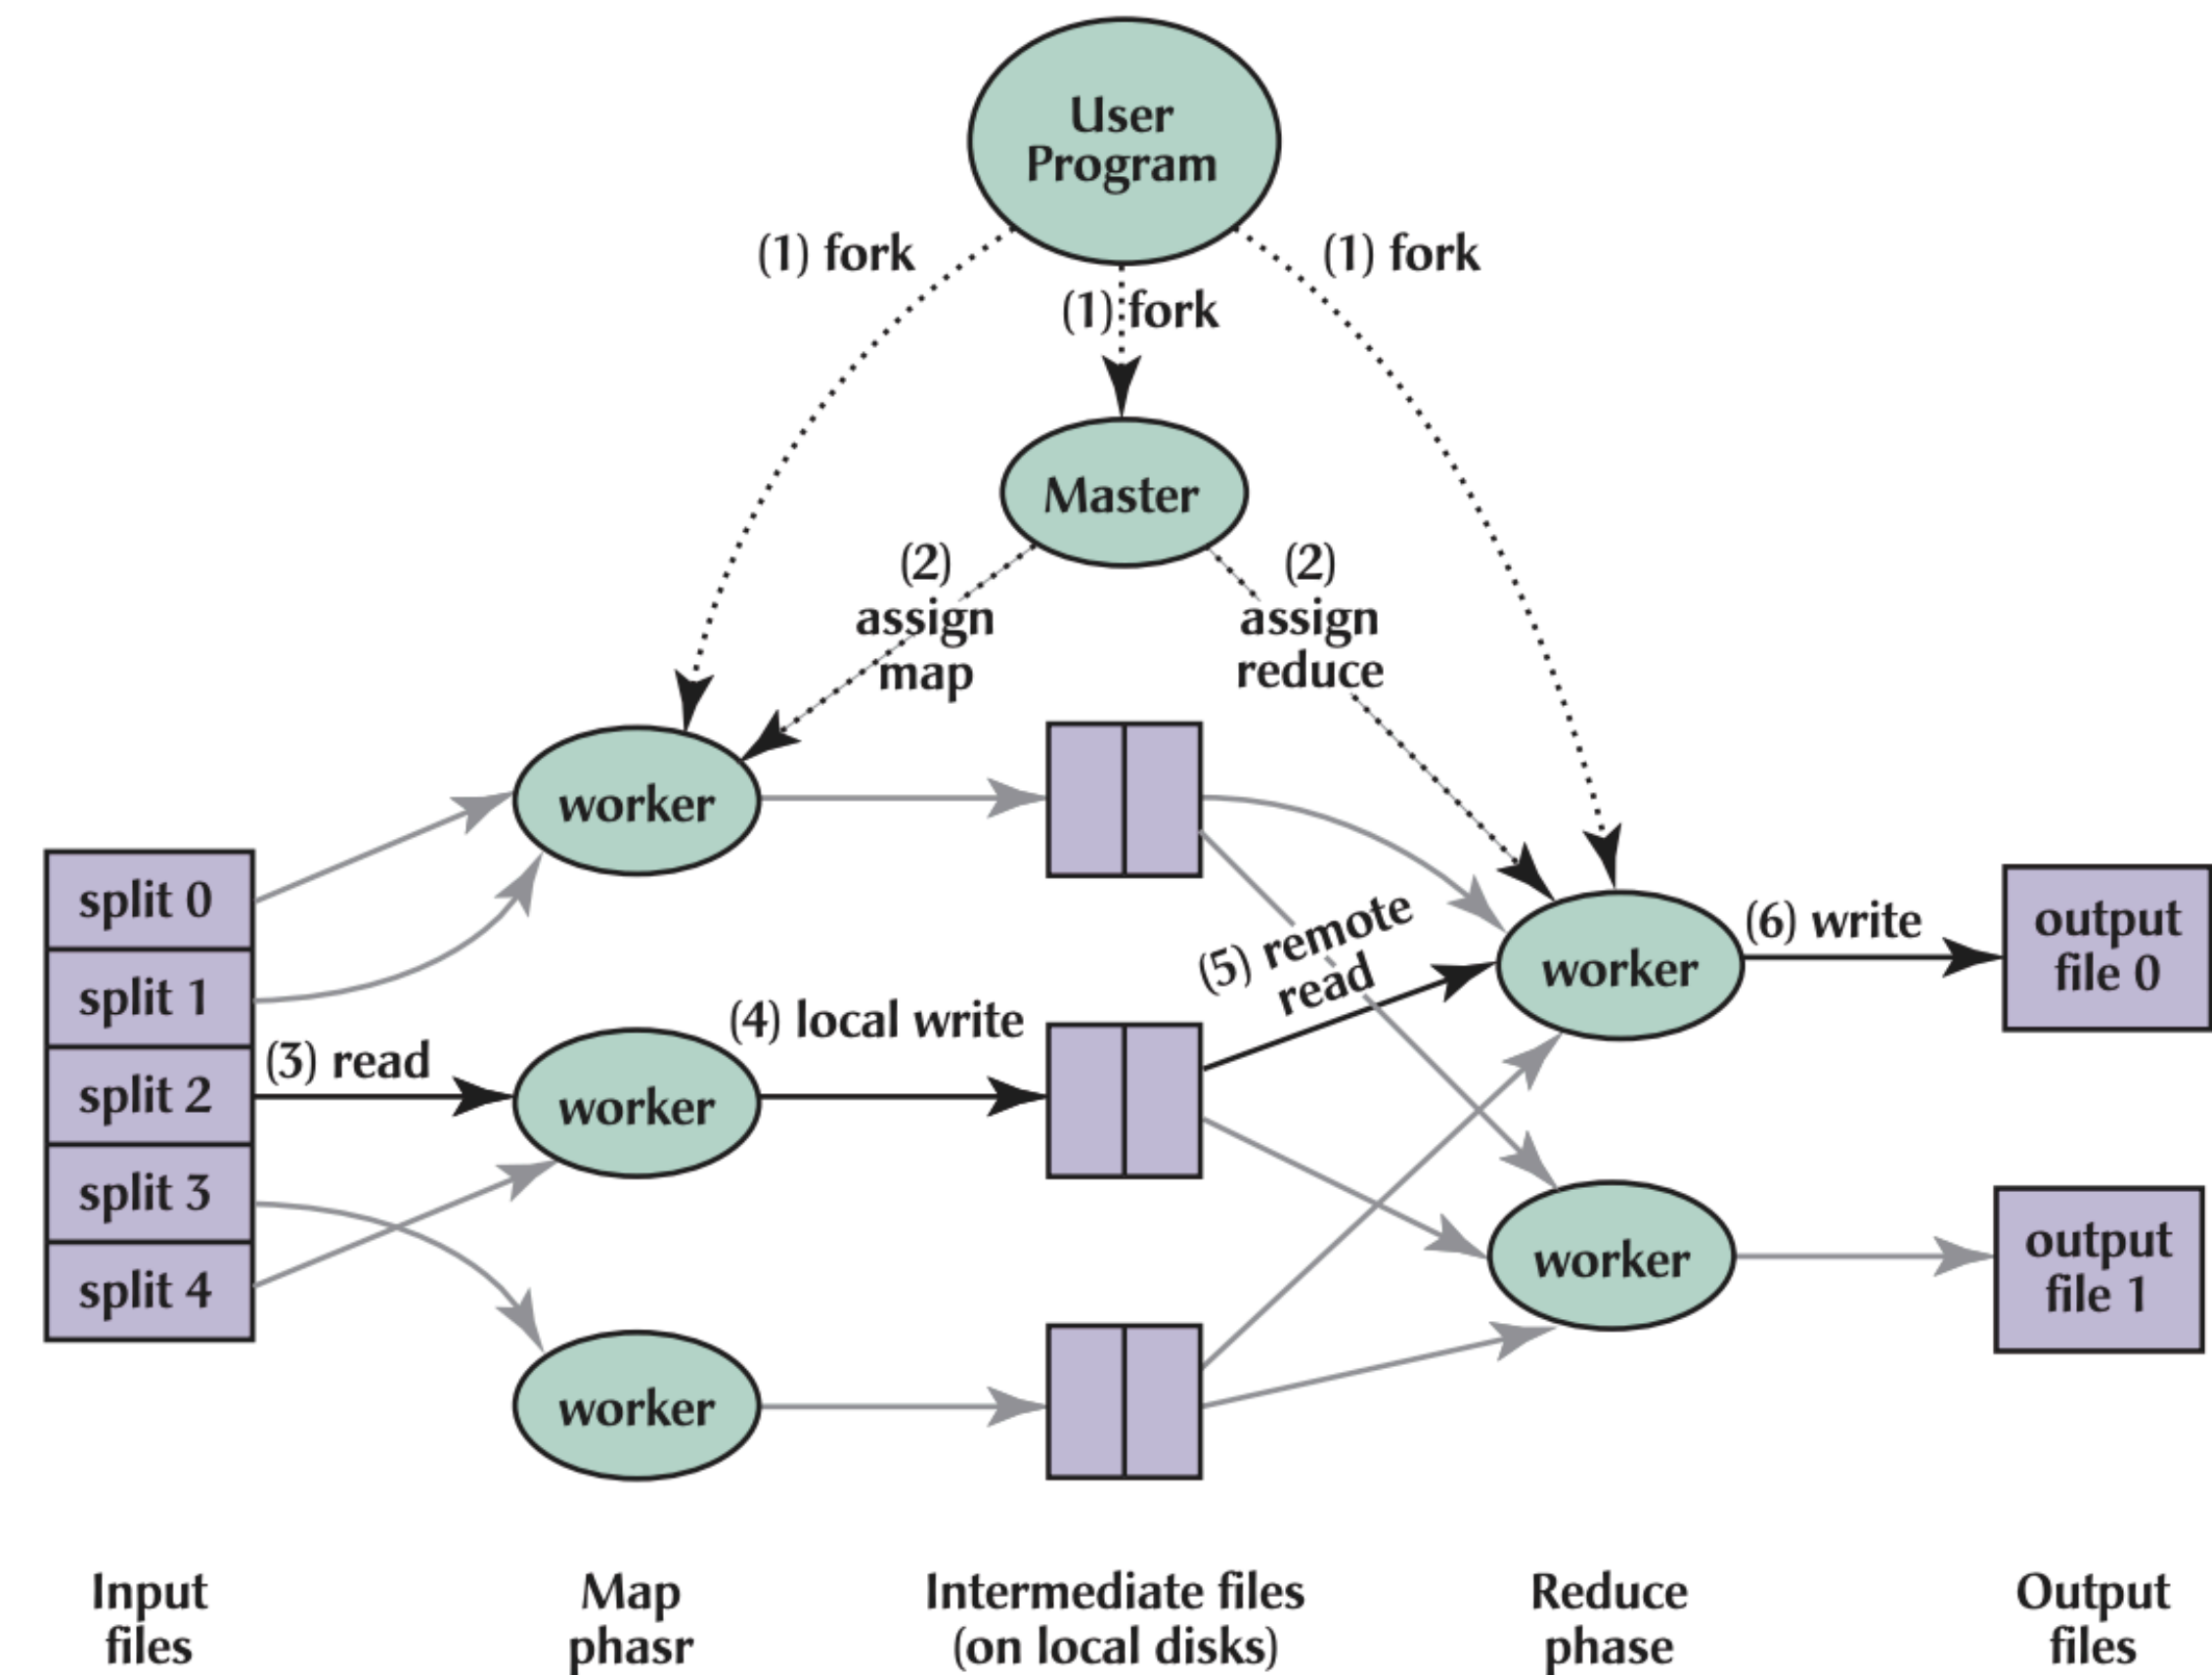 User
Program
(1) fork
(1) fork
(1) fork
Master
(2)
assign
map
(2)
assign
reduce
worker
split 0
split 1
split 2
split 3
split 4
(3) read
worker
(4) local write
worker
(5) remote
read
worker
(6) write
output
file 0
worker
output
file 1
Input
files
Map
phasr
Intermediate files
(on local disks)
Reduce
phase
Output
files